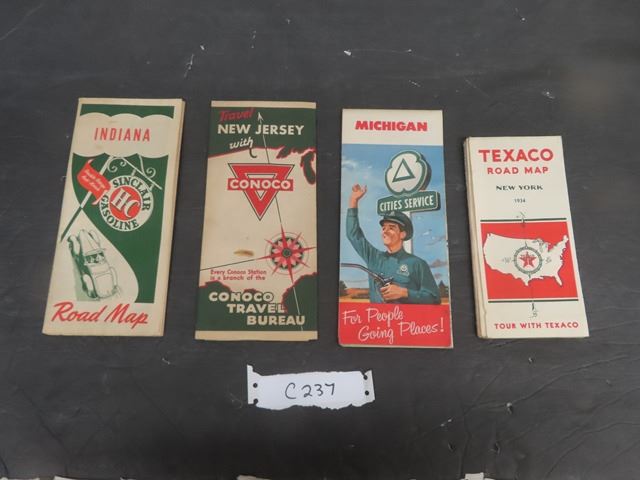 INDIANA
SINCLAIR
HC
GASOLINE
Road Map
Travel
NEW JERSEY
with
CONOCO
Every Conoco Station
is a branch of the
CONOCO
TRAVEL
BUREAU
MICHIGAN
CITIES SERVICE
For People
Going Places!
TEXACO
ROAD MAP
NEW YORK
1934
TOUR WITH TEXACO
C237